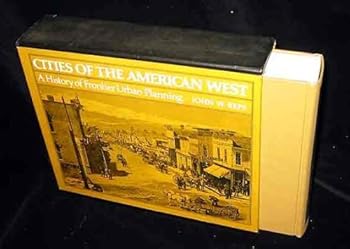 CITIES OF THE AMERICAN WEST
A History of Frontier Urban Planning
JOHN W. REPS